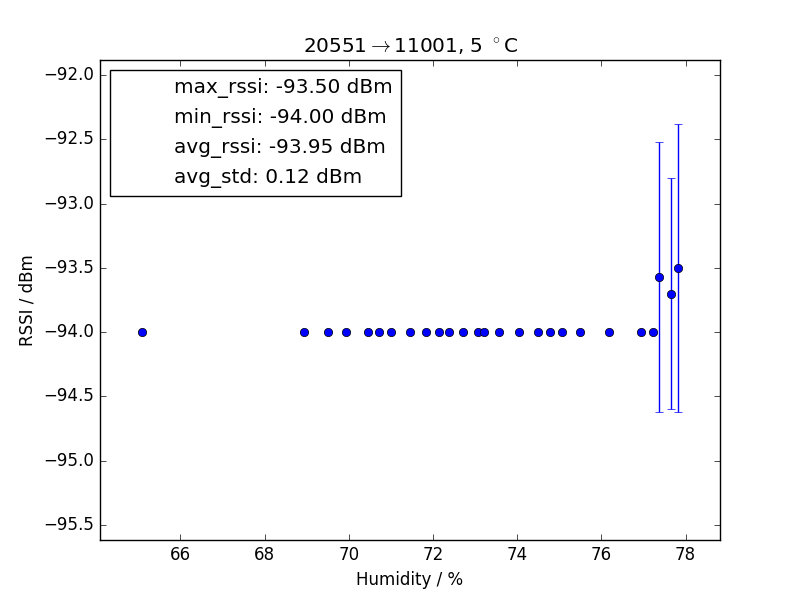 20551→11001, 5 °C
max_rssi: -93.50 dBm
min_rssi: -94.00 dBm
avg_rssi: -93.95 dBm
avg_std: 0.12 dBm
RSSI / dBm
−92.0
−92.5
−93.0
−93.5
−94.0
−94.5
−95.0
−95.5
66 68 70 72 74 76 78
Humidity / %